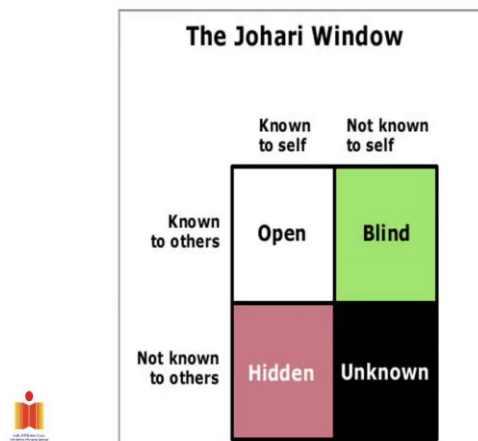 The Johari Window
Known
to self
Not known
to self
Known
to others
Open
Blind
Not known
to others
Hidden
Unknown